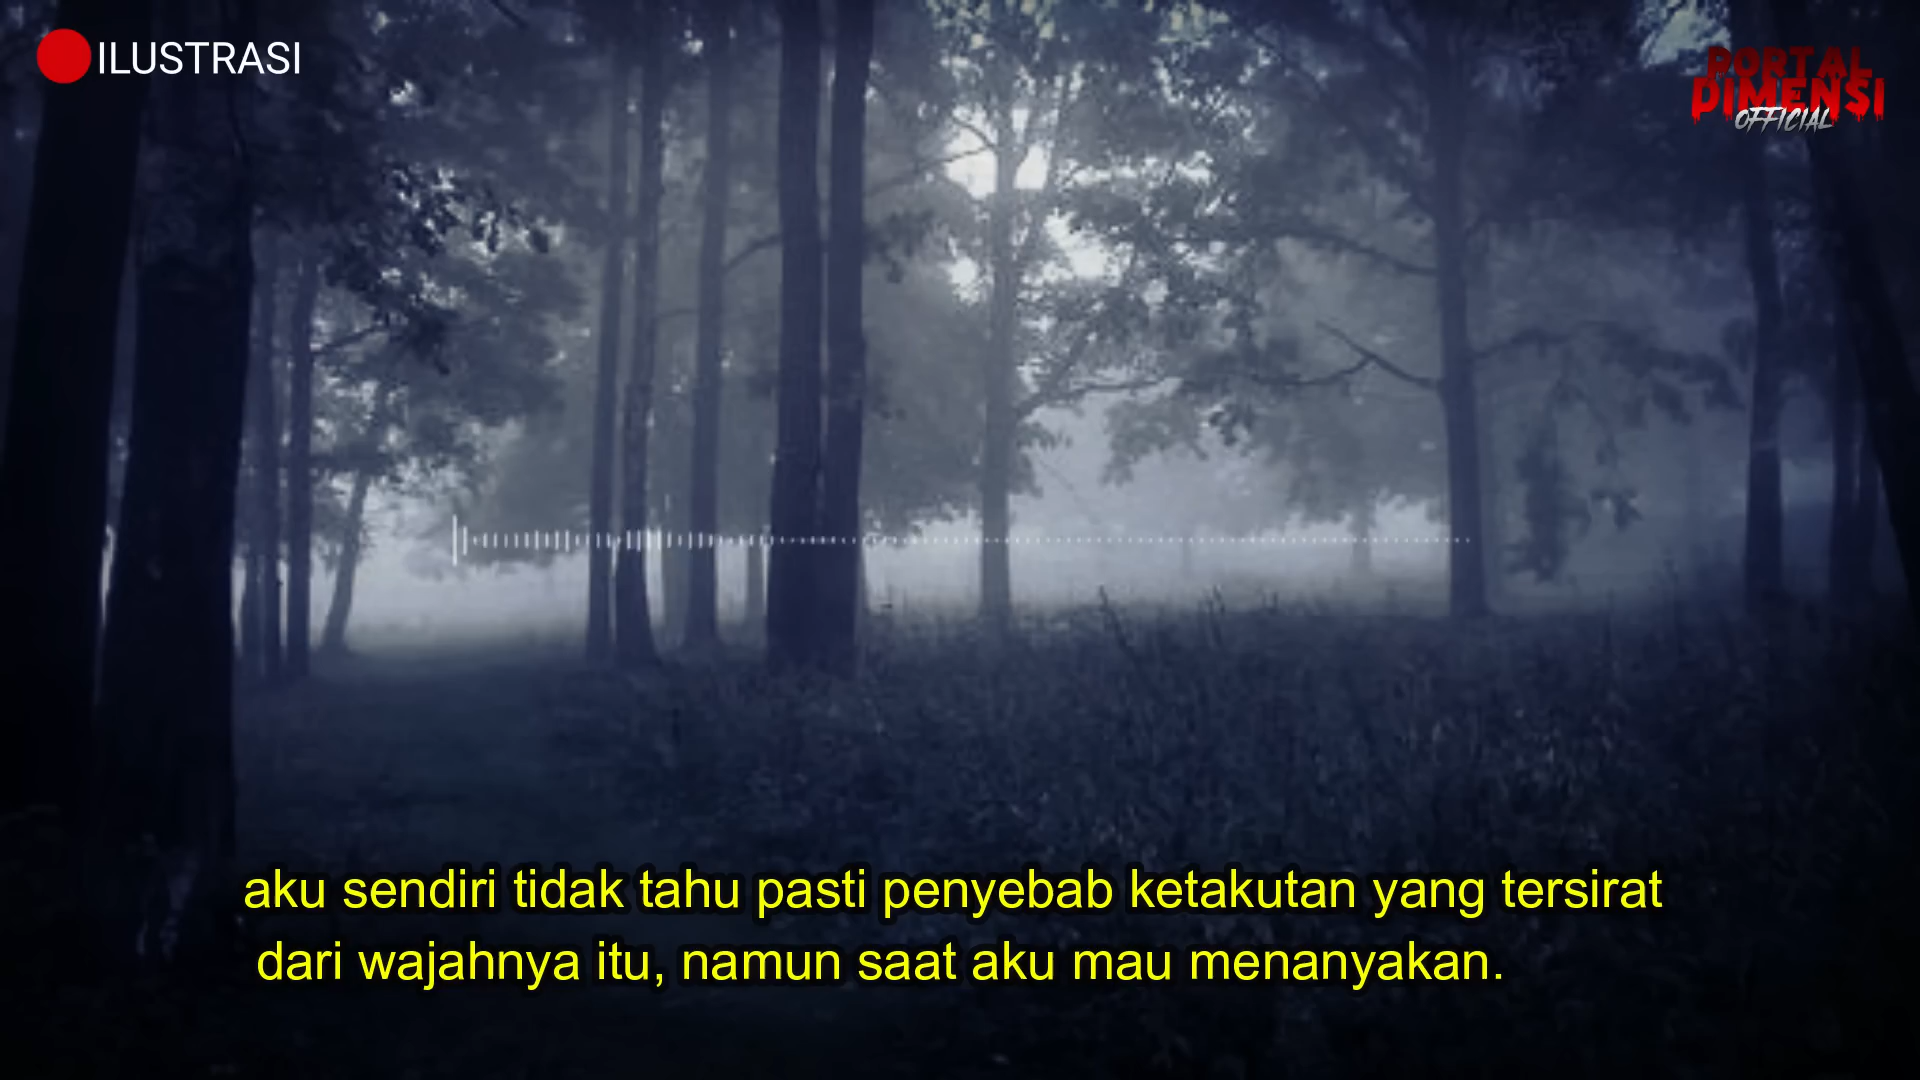 ILUSTRASI
PORTAL
DIMENSI
OFFICIAL
aku sendiri tidak tahu pasti penyebab ketakutan yang tersirat
dari wajahnya itu, namun saat aku mau menanyakan.